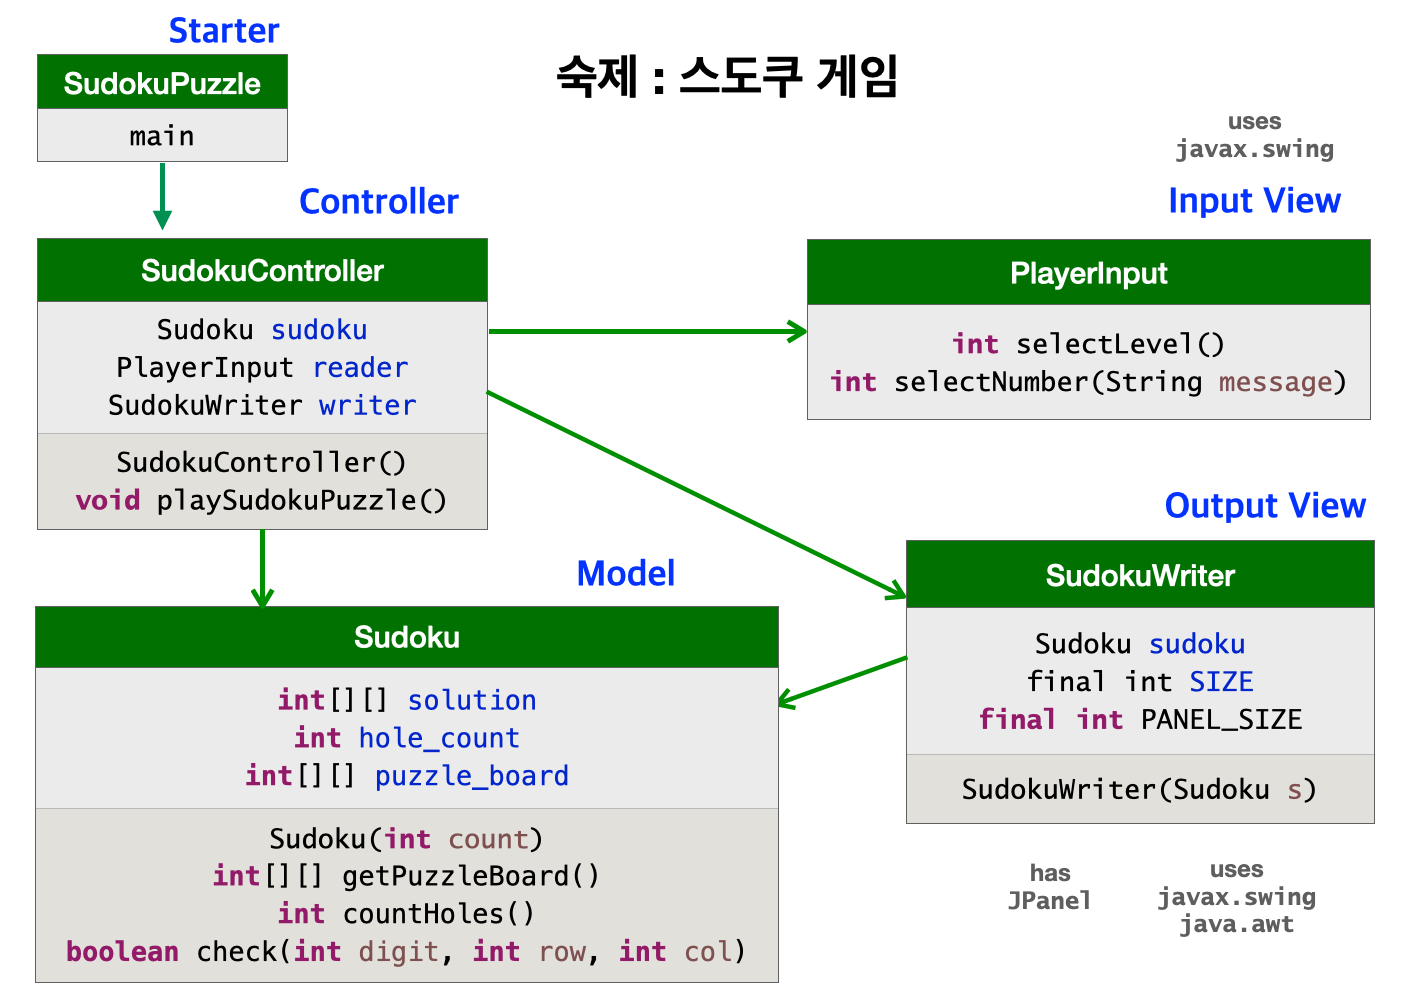 Starter
SudokuPuzzle
main
숙제 : 스도쿠 게임
uses
javax.swing
Controller
SudokuController
Sudoku sudoku
PlayerInput reader
SudokuWriter writer
SudokuController()
void playSudokuPuzzle()
Input View
PlayerInput
int selectLevel()
int selectNumber(String message)
Output View
SudokuWriter
Sudoku sudoku
final int SIZE
final int PANEL_SIZE
SudokuWriter(Sudoku s)
has
JPanel
uses
javax.swing
java.awt
Model
Sudoku
int[][] solution
int hole_count
int[][] puzzle_board
Sudoku(int count)
int[][] getPuzzleBoard()
int countHoles()
boolean check(int digit, int row, int col)